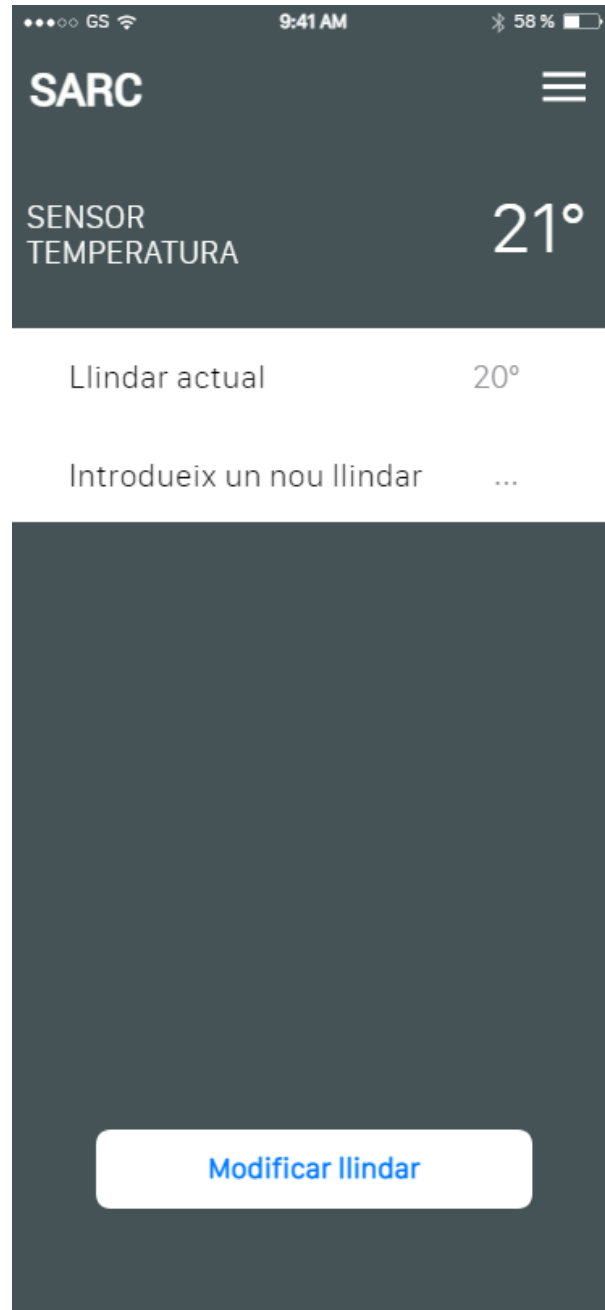 GS 9:41 AM 58 %
SARC
SENSOR 21°
TEMPERATURA
Llindar actual 20º
Introdueix un nou llindar ...
Modificar llindar